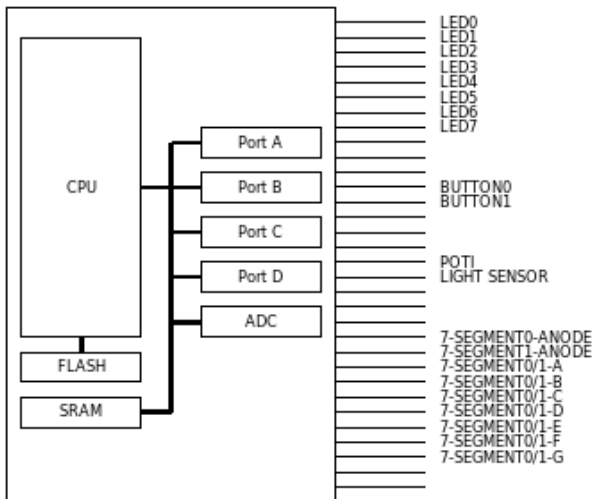 LED0
LED1
LED2
LED3
LED4
LED5
LED6
LED7
Port A
CPU
Port B
BUTTON0
BUTTON1
Port C
POTI
Port D
LIGHT SENSOR
ADC
7-SEGMENT0-ANODE
7-SEGMENT1-ANODE
FLASH
7-SEGMENT0/1-A
7-SEGMENT0/1-B
7-SEGMENT0/1-C
SRAM
7-SEGMENT0/1-D
7-SEGMENT0/1-E
7-SEGMENT0/1-F
7-SEGMENT0/1-G